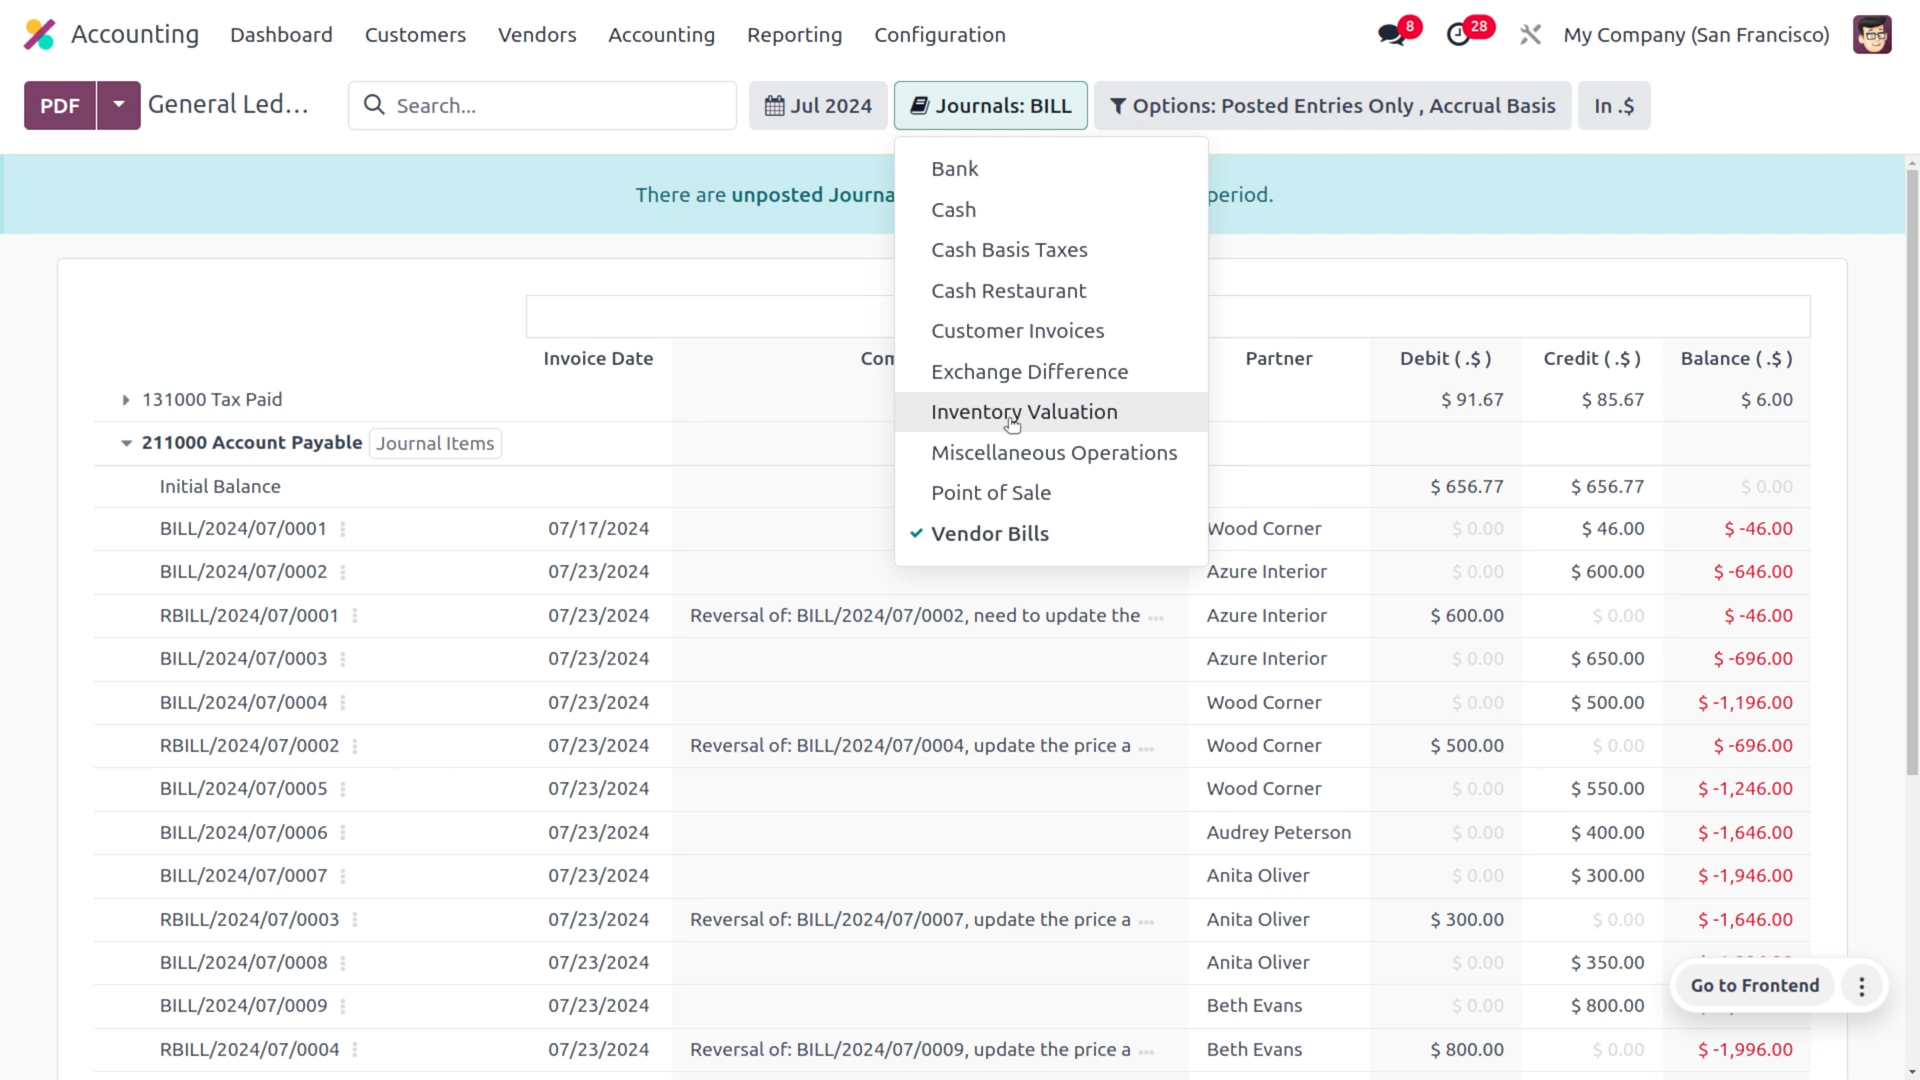 Accounting Dashboard Customers Vendors Accounting Reporting Configuration 8 28 My Company (San Francisco)
PDF General Led... Search... Jul 2024 Journals: BILL Options: Posted Entries Only , Accrual Basis In .$
Bank
There are unposted Journa period.
Cash
Cash Basis Taxes
Cash Restaurant
Customer Invoices
Invoice Date Com Partner Debit ( .$ ) Credit ( .$ ) Balance ( .$ )
Exchange Difference
131000 Tax Paid $ 91.67 $ 85.67 $ 6.00
Inventory Valuation
211000 Account Payable Journal Items
Miscellaneous Operations
Initial Balance $ 656.77 $ 656.77 $ 0.00
Point of Sale
BILL/2024/07/0001 07/17/2024 Wood Corner $ 0.00 $ 46.00 $ -46.00
Vendor Bills
BILL/2024/07/0002 07/23/2024 Azure Interior $ 0.00 $ 600.00 $ -646.00
RBILL/2024/07/0001 07/23/2024 Reversal of: BILL/2024/07/0002, need to update the ... Azure Interior $ 600.00 $ 0.00 $ -46.00
BILL/2024/07/0003 07/23/2024 Azure Interior $ 0.00 $ 650.00 $ -696.00
BILL/2024/07/0004 07/23/2024 Wood Corner $ 0.00 $ 500.00 $ -1,196.00
RBILL/2024/07/0002 07/23/2024 Reversal of: BILL/2024/07/0004, update the price a ... Wood Corner $ 500.00 $ 0.00 $ -696.00
BILL/2024/07/0005 07/23/2024 Wood Corner $ 0.00 $ 550.00 $ -1,246.00
BILL/2024/07/0006 07/23/2024 Audrey Peterson $ 0.00 $ 400.00 $ -1,646.00
BILL/2024/07/0007 07/23/2024 Anita Oliver $ 0.00 $ 300.00 $ -1,946.00
RBILL/2024/07/0003 07/23/2024 Reversal of: BILL/2024/07/0007, update the price a ... Anita Oliver $ 300.00 $ 0.00 $ -1,646.00
BILL/2024/07/0008 07/23/2024 Anita Oliver $ 0.00 $ 350.00
Go to Frontend
BILL/2024/07/0009 07/23/2024 Beth Evans $ 0.00 $ 800.00
RBILL/2024/07/0004 07/23/2024 Reversal of: BILL/2024/07/0009, update the price a ... Beth Evans $ 800.00 $ 0.00 $ -1,996.00